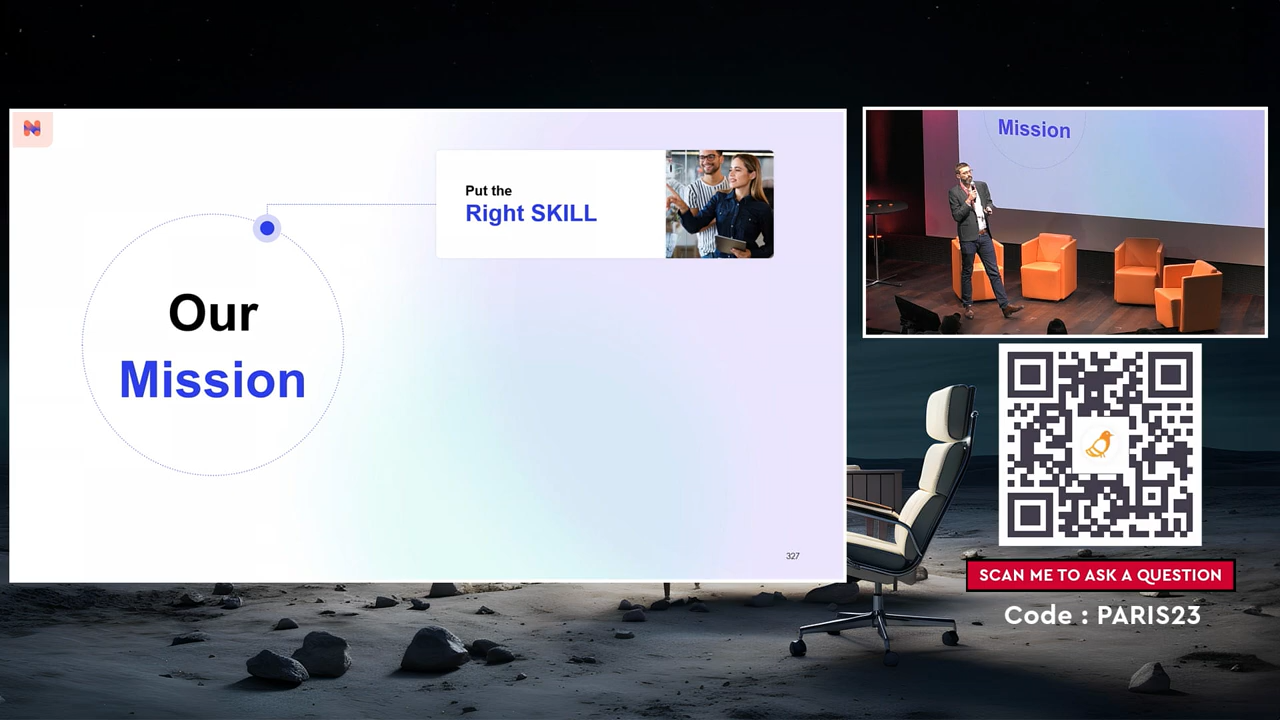 Our
Mission
Put the
Right SKILL
327
Mission
SCAN ME TO ASK A QUESTION
Code : PARIS23